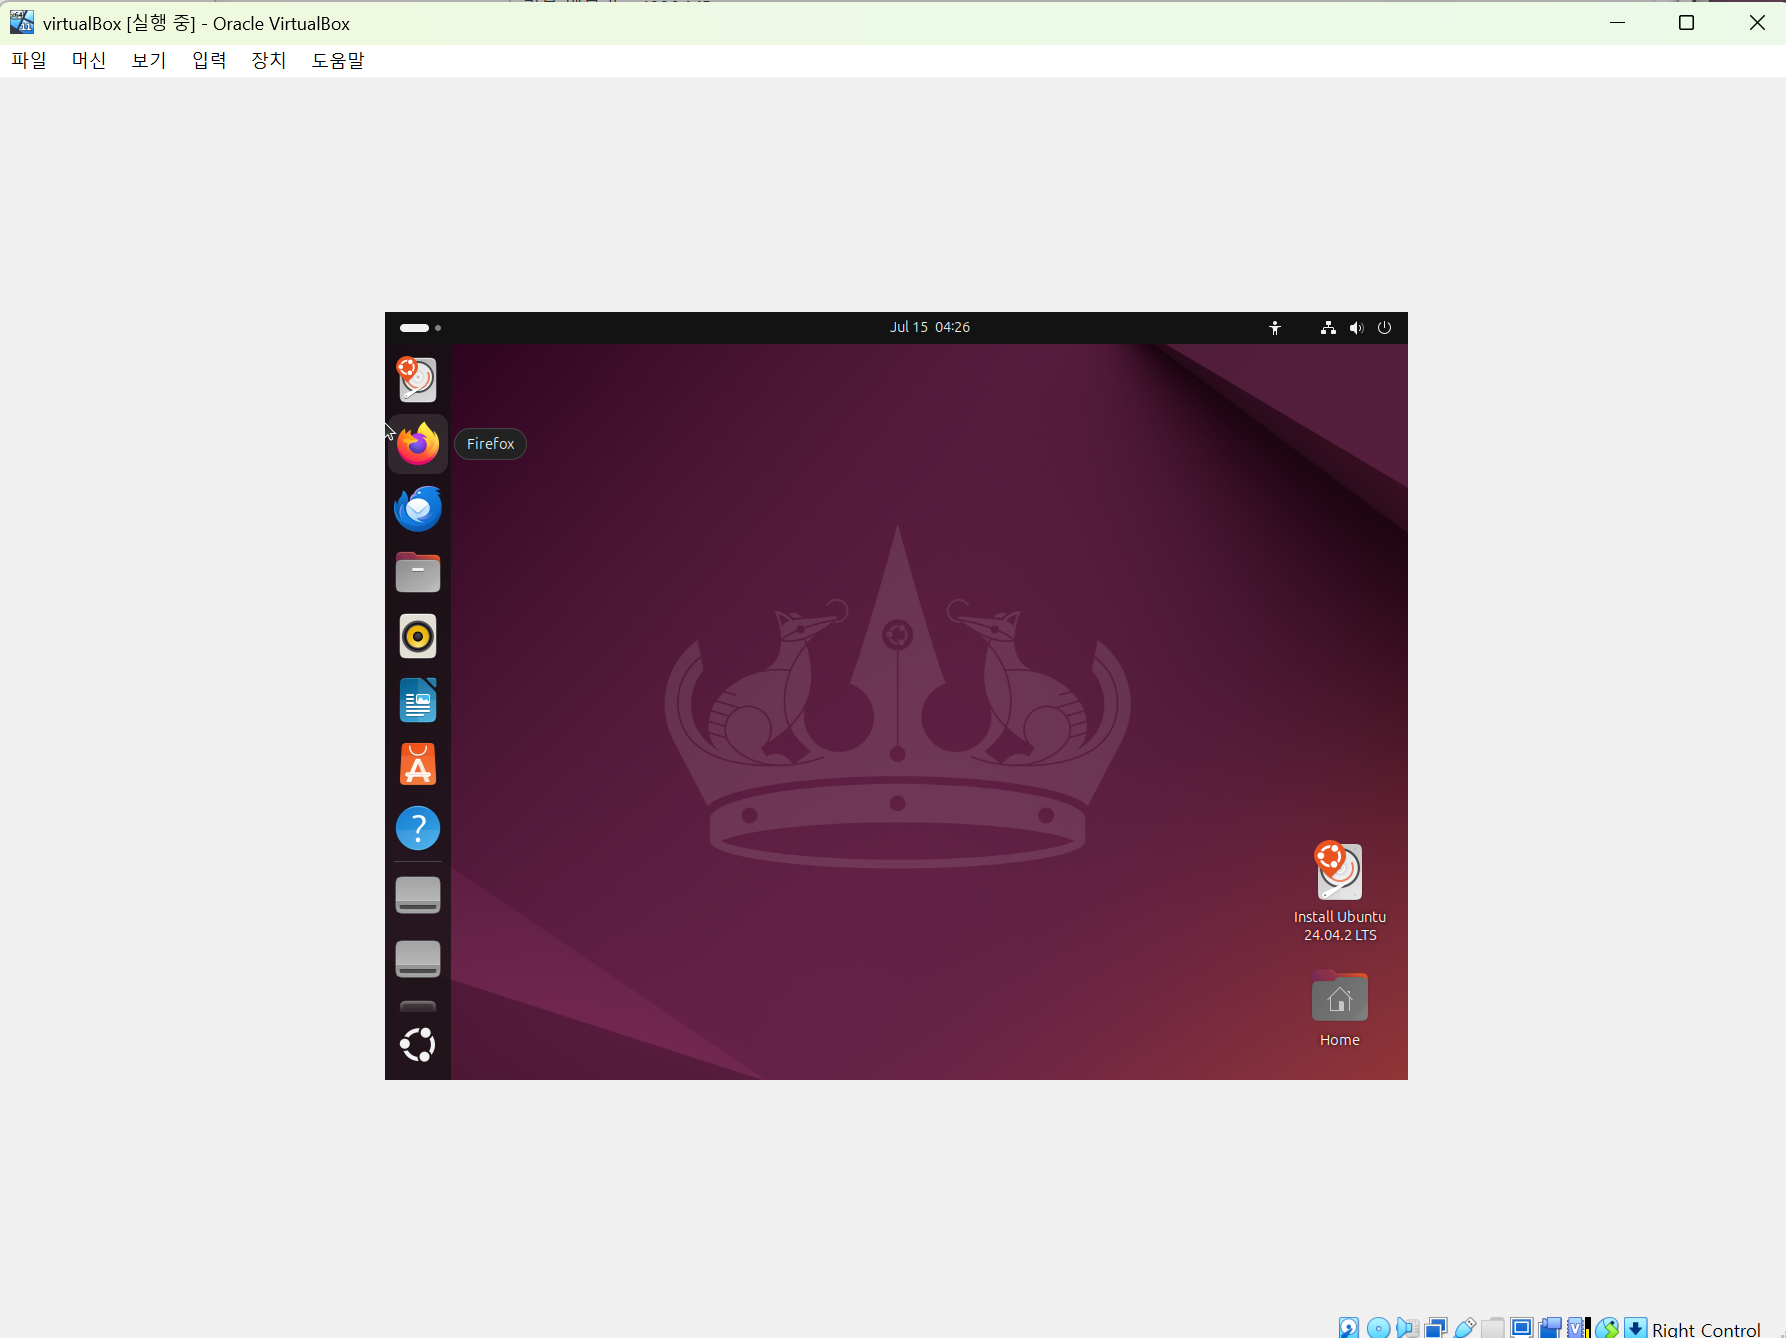 virtualBox [실행 중] - Oracle VirtualBox
파일 머신 보기 입력 장치 도움말
Jul 15 04:26
Firefox
Install Ubuntu
24.04.2 LTS
Home
Right Control